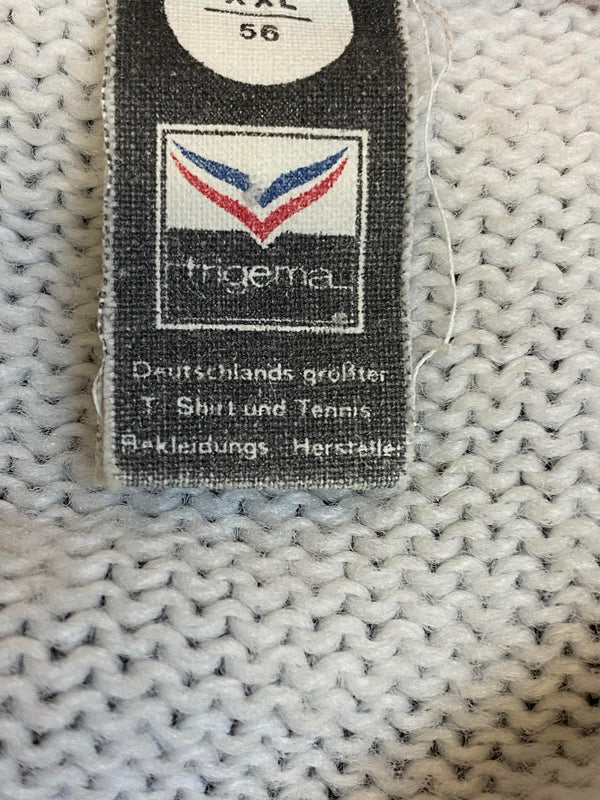 XXL
56
trigema
®
Deutschlands größter
T Shirt und Tennis
Bekleidungs Hersteller